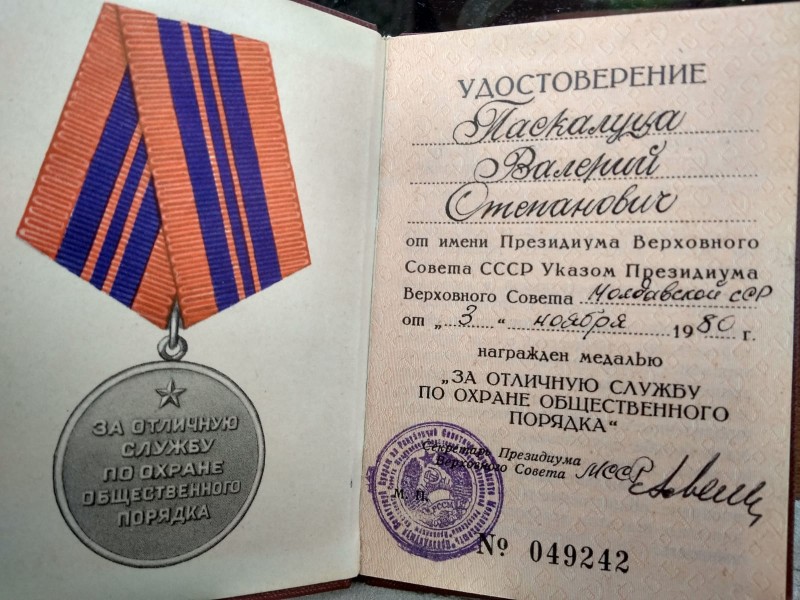 ЗА ОТЛИЧНУЮ
СЛУЖБУ
ПО ОХРАНЕ
ОБЩЕСТВЕННОГО
ПОРЯДКА
УДОСТОВЕРЕНИЕ
Паскалуца
Валерий
Степанович
от имени Президиума Верховного
Совета СССР Указом Президиума
Верховного Совета Молдавской ССР
от „3“ ноября 1980 г.
награжден медалью
„ЗА ОТЛИЧНУЮ СЛУЖБУ
ПО ОХРАНЕ ОБЩЕСТВЕННОГО
ПОРЯДКА“
Секретарь Президиума
Верховного Совета МССР
М. П.
№ 049242